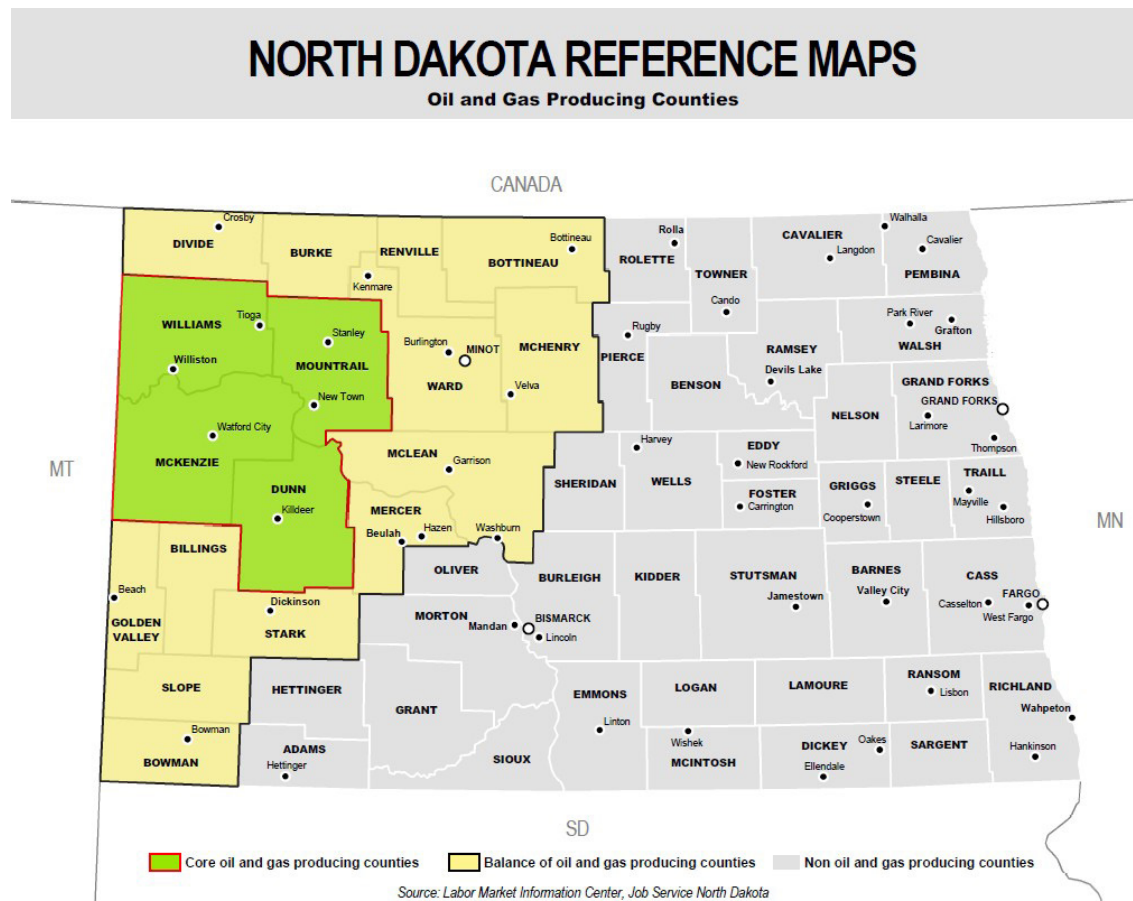 NORTH DAKOTA REFERENCE MAPS
Oil and Gas Producing Counties
CANADA
Crosby
DIVIDE
BURKE
RENVILLE
Bottineau
BOTTINEAU
Kenmare
Rolla
ROLETTE
TOWNER
Cando
CAVALIER
Langdon
Walhalla
Cavalier
PEMBINA
WILLIAMS
Tioga
Williston
Stanley
MOUNTRAIL
New Town
Burlington
MINOT
WARD
MCHENRY
Velva
Rugby
PIERCE
BENSON
RAMSEY
Devils Lake
Park River
Grafton
WALSH
NELSON
GRAND FORKS
GRAND FORKS
Larimore
Thompson
MT
Watford City
MCKENZIE
DUNN
Killdeer
MCLEAN
Garrison
MERCER
Beulah
Hazen
Washburn
SHERIDAN
Harvey
WELLS
EDDY
New Rockford
FOSTER
Carrington
GRIGGS
Cooperstown
STEELE
TRAILL
Mayville
Hillsboro
MN
BILLINGS
Beach
GOLDEN
VALLEY
Dickinson
STARK
OLIVER
MORTON
Mandan
BISMARCK
Lincoln
BURLEIGH
KIDDER
STUTSMAN
Jamestown
BARNES
Valley City
CASS
Casselton
FARGO
West Fargo
SLOPE
Bowman
BOWMAN
HETTINGER
ADAMS
Hettinger
GRANT
SIOUX
EMMONS
Linton
LOGAN
Wishek
MCINTOSH
LAMOURE
DICKEY
Ellendale
Oakes
RANSOM
Lisbon
SARGENT
RICHLAND
Wahpeton
Hankinson
SD
Core oil and gas producing counties
Balance of oil and gas producing counties
Non oil and gas producing counties
Source: Labor Market Information Center, Job Service North Dakota